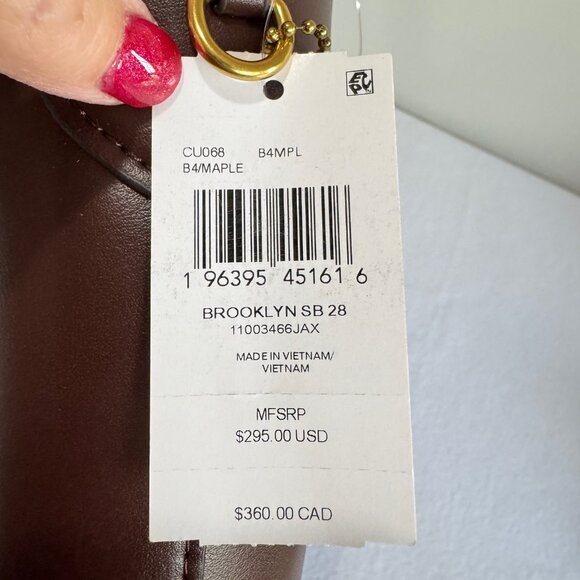 CU068 B4MPL
B4/MAPLE
1 96395 45161 6
BROOKLYN SB 28
11003466JAX
MADE IN VIETNAM/
VIETNAM
MFSRP
$295.00 USD
$360.00 CAD